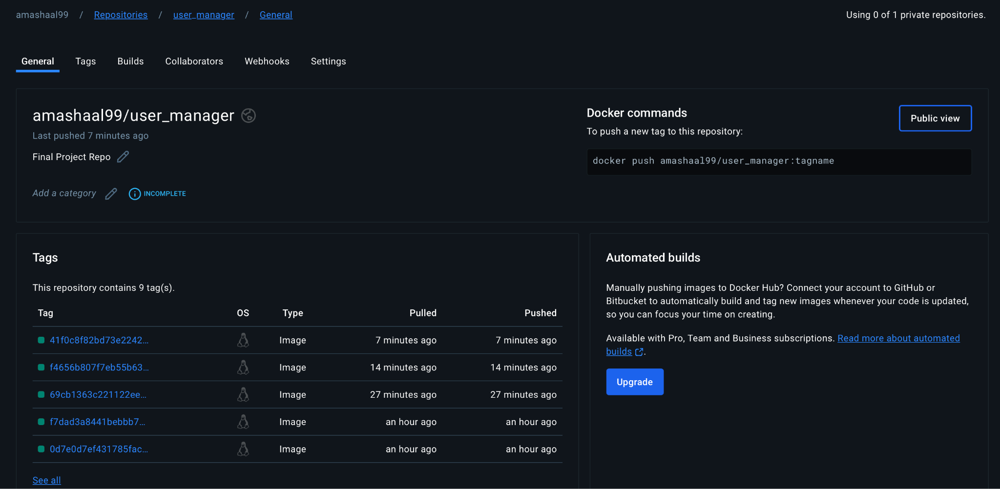 amashaal99 / Repositories / user_manager / General
Using 0 of 1 private repositories.
General Tags Builds Collaborators Webhooks Settings
amashaal99/user_manager
Last pushed 7 minutes ago
Final Project Repo
Add a category INCOMPLETE
Docker commands
To push a new tag to this repository:
Public view
docker push amashaal99/user_manager:tagname
Tags
This repository contains 9 tag(s).
Tag OS Type Pulled Pushed
41f0c8f82bd73e2242... Image 7 minutes ago 7 minutes ago
f4656b807f7eb55b63... Image 14 minutes ago 14 minutes ago
69cb1363c221122ee... Image 27 minutes ago 27 minutes ago
f7dad3a8441bebbb7... Image an hour ago an hour ago
0d7e0d7ef431785fac... Image an hour ago an hour ago
See all
Automated builds
Manually pushing images to Docker Hub? Connect your account to GitHub or
Bitbucket to automatically build and tag new images whenever your code is updated,
so you can focus your time on creating.
Available with Pro, Team and Business subscriptions. Read more about automated
builds.
Upgrade